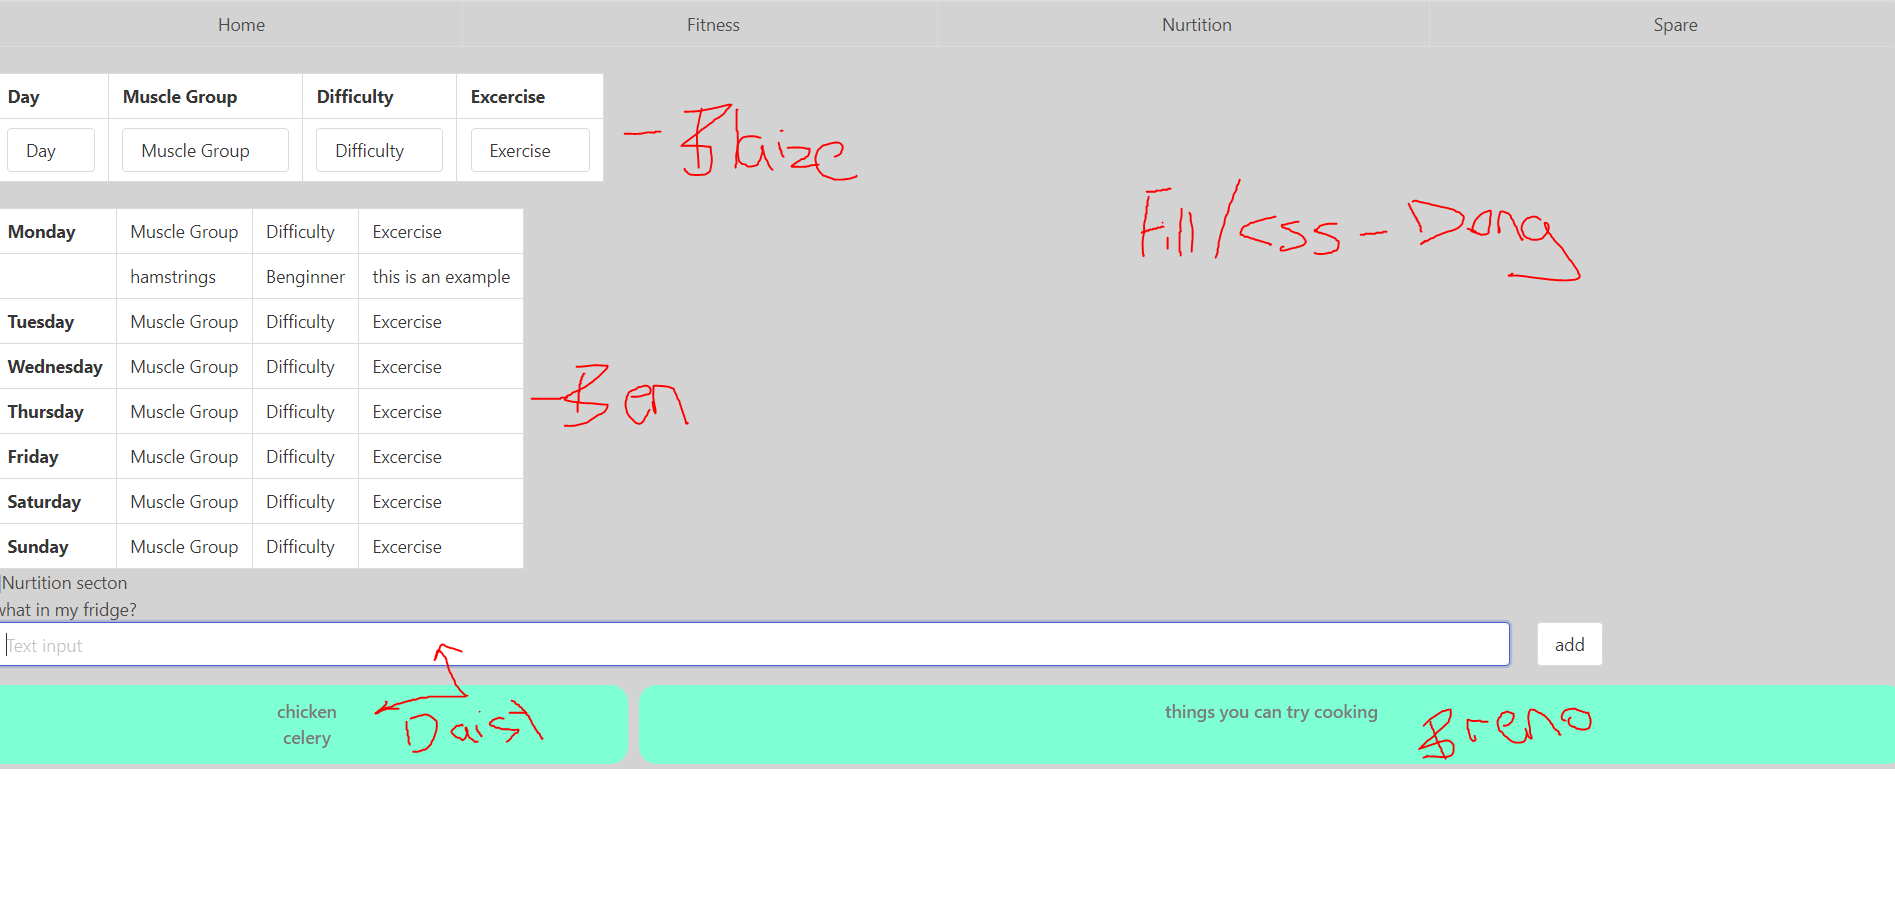 Home Fitness Nurtition Spare
Day Muscle Group Difficulty Excercise
Day Muscle Group Difficulty Exercise
- Blaize
Fill/css - Dong
Monday Muscle Group Difficulty Excercise
hamstrings Benginner this is an example
Tuesday Muscle Group Difficulty Excercise
Wednesday Muscle Group Difficulty Excercise
- Ben
Thursday Muscle Group Difficulty Excercise
Friday Muscle Group Difficulty Excercise
Saturday Muscle Group Difficulty Excercise
Sunday Muscle Group Difficulty Excercise
Nurtition secton
what in my fridge?
Text input add
chicken things you can try cooking
celery
Breno